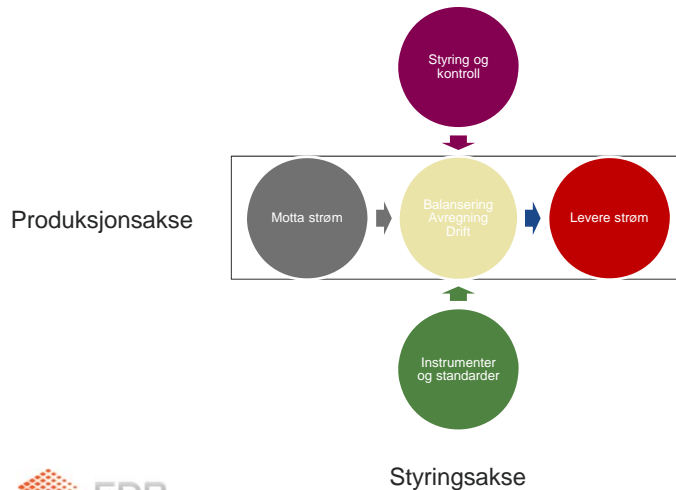 Styring og
kontroll
Produksjonsakse
Motta strøm
Balansering
Avregning
Drift
Levere strøm
Instrumenter
og standarder
Styringsakse